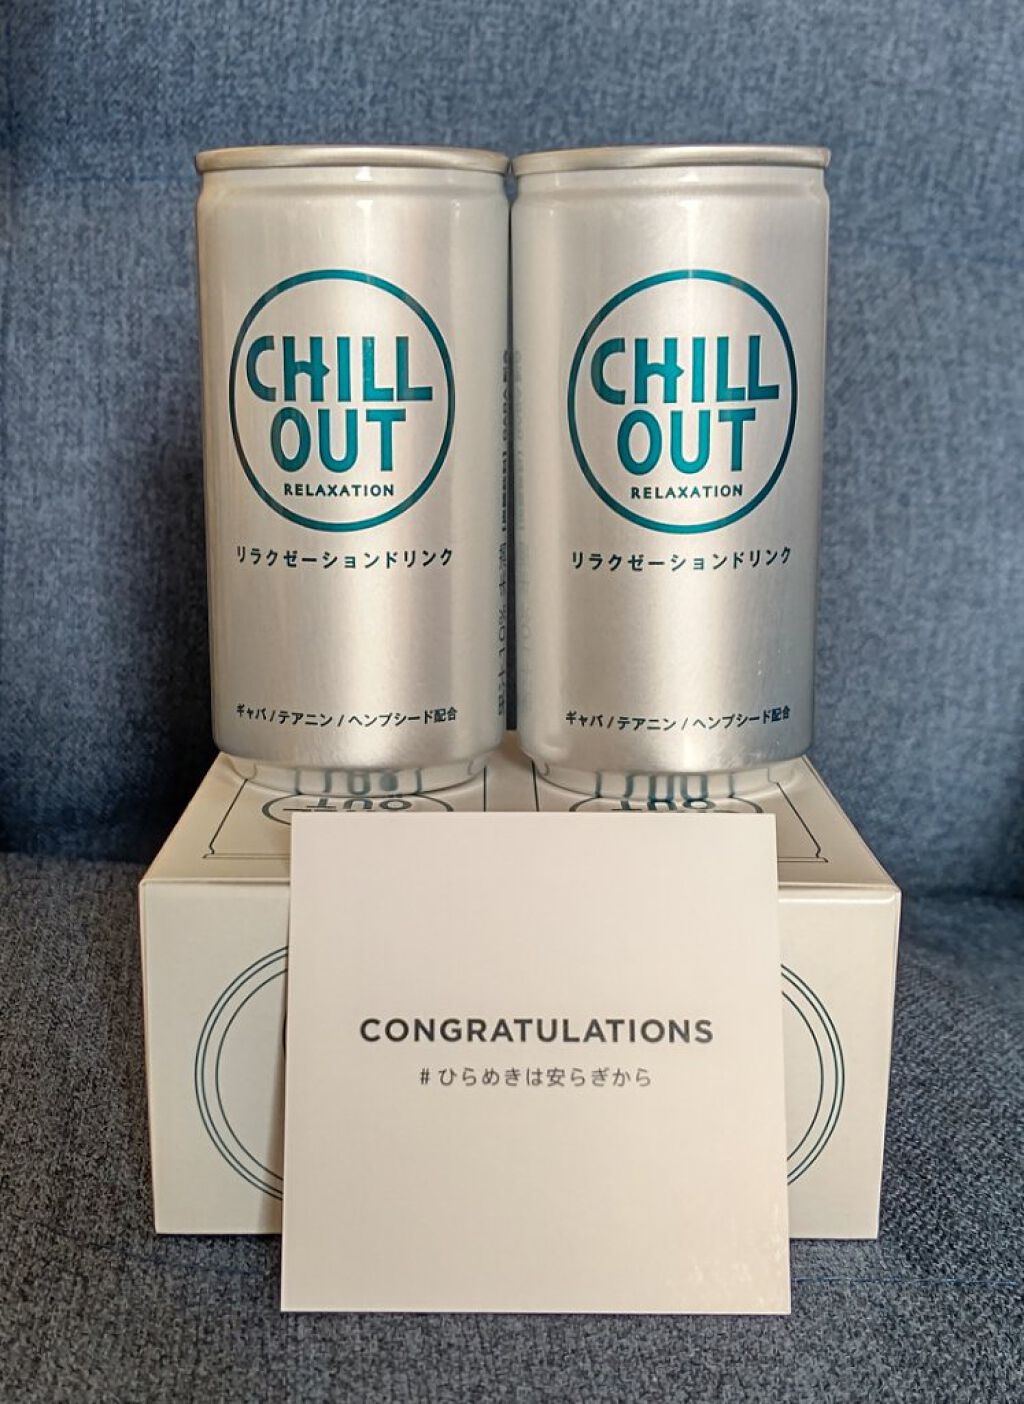 CHILL
OUT
RELAXATION
リラクゼーションドリンク
ギャバ/テアニン/ヘンプシード配合
CHILL
OUT
RELAXATION
リラクゼーションドリンク
ギャバ/テアニン/ヘンプシード配合
OUT
OUT
CONGRATULATIONS
#ひらめきは安らぎから